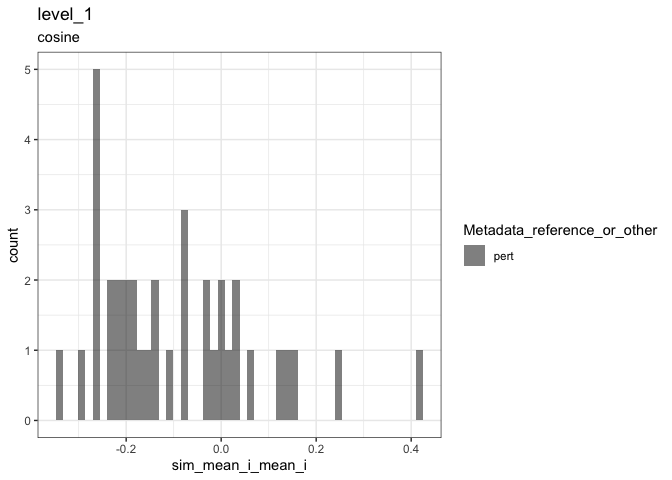 level_1
cosine
5
4
3
2
1
0
count
-0.2
0.0
0.2
0.4
sim_mean_i_mean_i
Metadata_reference_or_other
pert